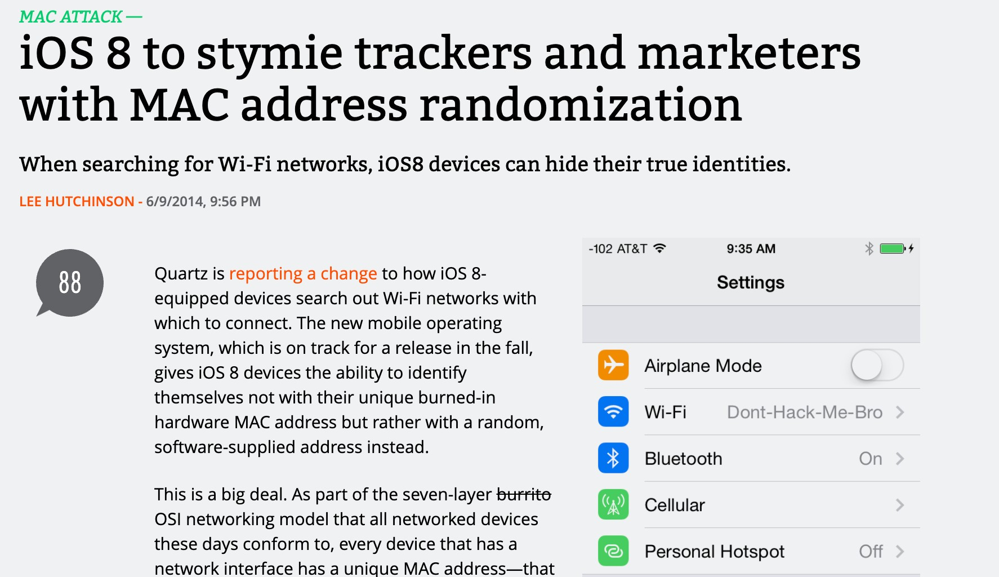 MAC ATTACK —
iOS 8 to stymie trackers and marketers
with MAC address randomization
When searching for Wi-Fi networks, iOS8 devices can hide their true identities.
LEE HUTCHINSON - 6/9/2014, 9:56 PM
88
Quartz is reporting a change to how iOS 8-
equipped devices search out Wi-Fi networks with
which to connect. The new mobile operating
system, which is on track for a release in the fall,
gives iOS 8 devices the ability to identify
themselves not with their unique burned-in
hardware MAC address but rather with a random,
software-supplied address instead.
This is a big deal. As part of the seven-layer burrito
OSI networking model that all networked devices
these days conform to, every device that has a
network interface has a unique MAC address—that
-102 AT&T 9:35 AM
Settings
Airplane Mode
Wi-Fi Dont-Hack-Me-Bro
Bluetooth On
Cellular
Personal Hotspot Off